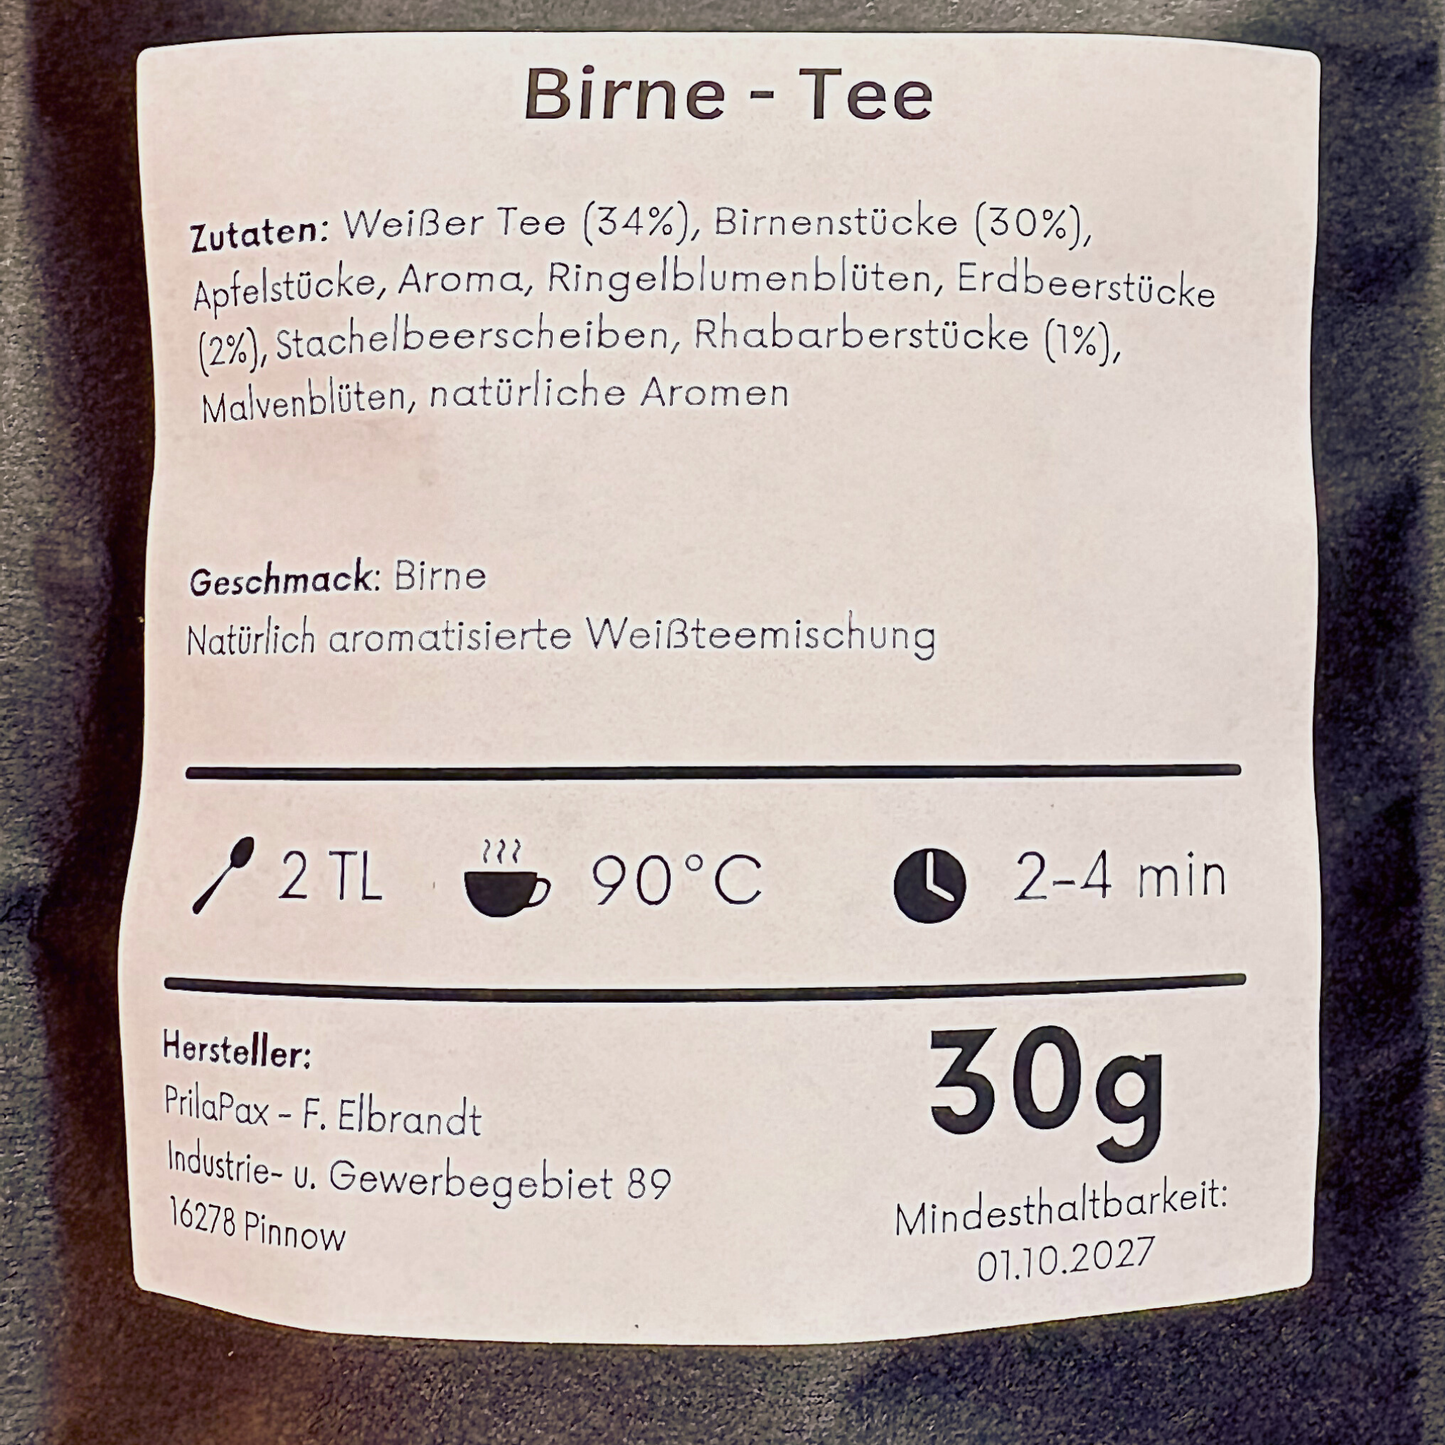 Birne - Tee
Zutaten: Weißer Tee (34%), Birnenstücke (30%),
Apfelstücke, Aroma, Ringelblumenblüten, Erdbeerstücke
(2%), Stachelbeerscheiben, Rhabarberstücke (1%),
Malvenblüten, natürliche Aromen
Geschmack: Birne
Natürlich aromatisierte Weißteemischung
2 TL 90°C 2-4 min
Hersteller:
PrilaPax - F. Elbrandt
Industrie- u. Gewerbegebiet 89
16278 Pinnow
30g
Mindesthaltbarkeit:
01.10.2027